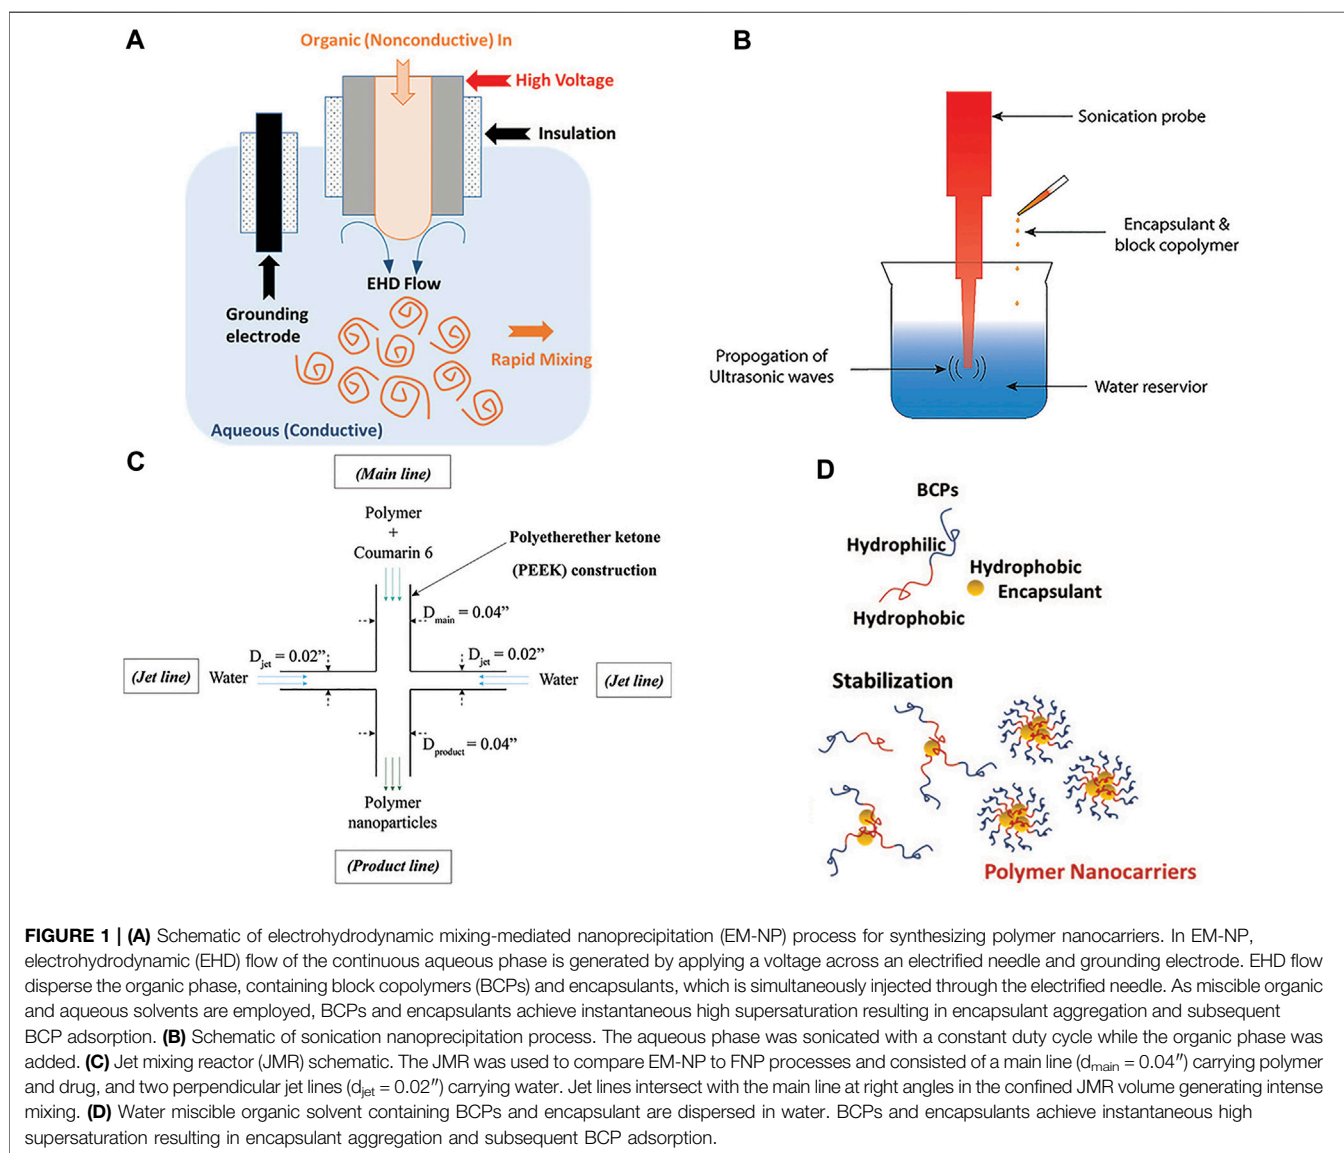 A
Organic (Nonconductive) In
High Voltage
Insulation
EHD Flow
Grounding
electrode
Rapid Mixing
Aqueous (Conductive)
B
Sonication probe
Encapsulant &
block copolymer
Propogation of
Ultrasonic waves
Water reservior
C
(Main line)
Polymer
+
Coumarin 6
Polyetherether ketone
(PEEK) construction
D main = 0.04”
D jet = 0.02”
D jet = 0.02”
(Jet line)
Water
Water
(Jet line)
D product = 0.04”
Polymer
nanoparticles
(Product line)
D
BCPs
Hydrophilic
Hydrophobic
Encapsulant
Hydrophobic
Stabilization
Polymer Nanocarriers
FIGURE 1 | (A) Schematic of electrohydrodynamic mixing-mediated nanoprecipitation (EM-NP) process for synthesizing polymer nanocarriers. In EM-NP,
electrohydrodynamic (EHD) flow of the continuous aqueous phase is generated by applying a voltage across an electrified needle and grounding electrode. EHD flow
disperse the organic phase, containing block copolymers (BCPs) and encapsulants, which is simultaneously injected through the electrified needle. As miscible organic
and aqueous solvents are employed, BCPs and encapsulants achieve instantaneous high supersaturation resulting in encapsulant aggregation and subsequent
BCP adsorption. (B) Schematic of sonication nanoprecipitation process. The aqueous phase was sonicated with a constant duty cycle while the organic phase was
added. (C) Jet mixing reactor (JMR) schematic. The JMR was used to compare EM-NP to FNP processes and consisted of a main line (dmain = 0.04″) carrying polymer
and drug, and two perpendicular jet lines (djet = 0.02″) carrying water. Jet lines intersect with the main line at right angles in the confined JMR volume generating intense
mixing. (D) Water miscible organic solvent containing BCPs and encapsulant are dispersed in water. BCPs and encapsulants achieve instantaneous high
supersaturation resulting in encapsulant aggregation and subsequent BCP adsorption.